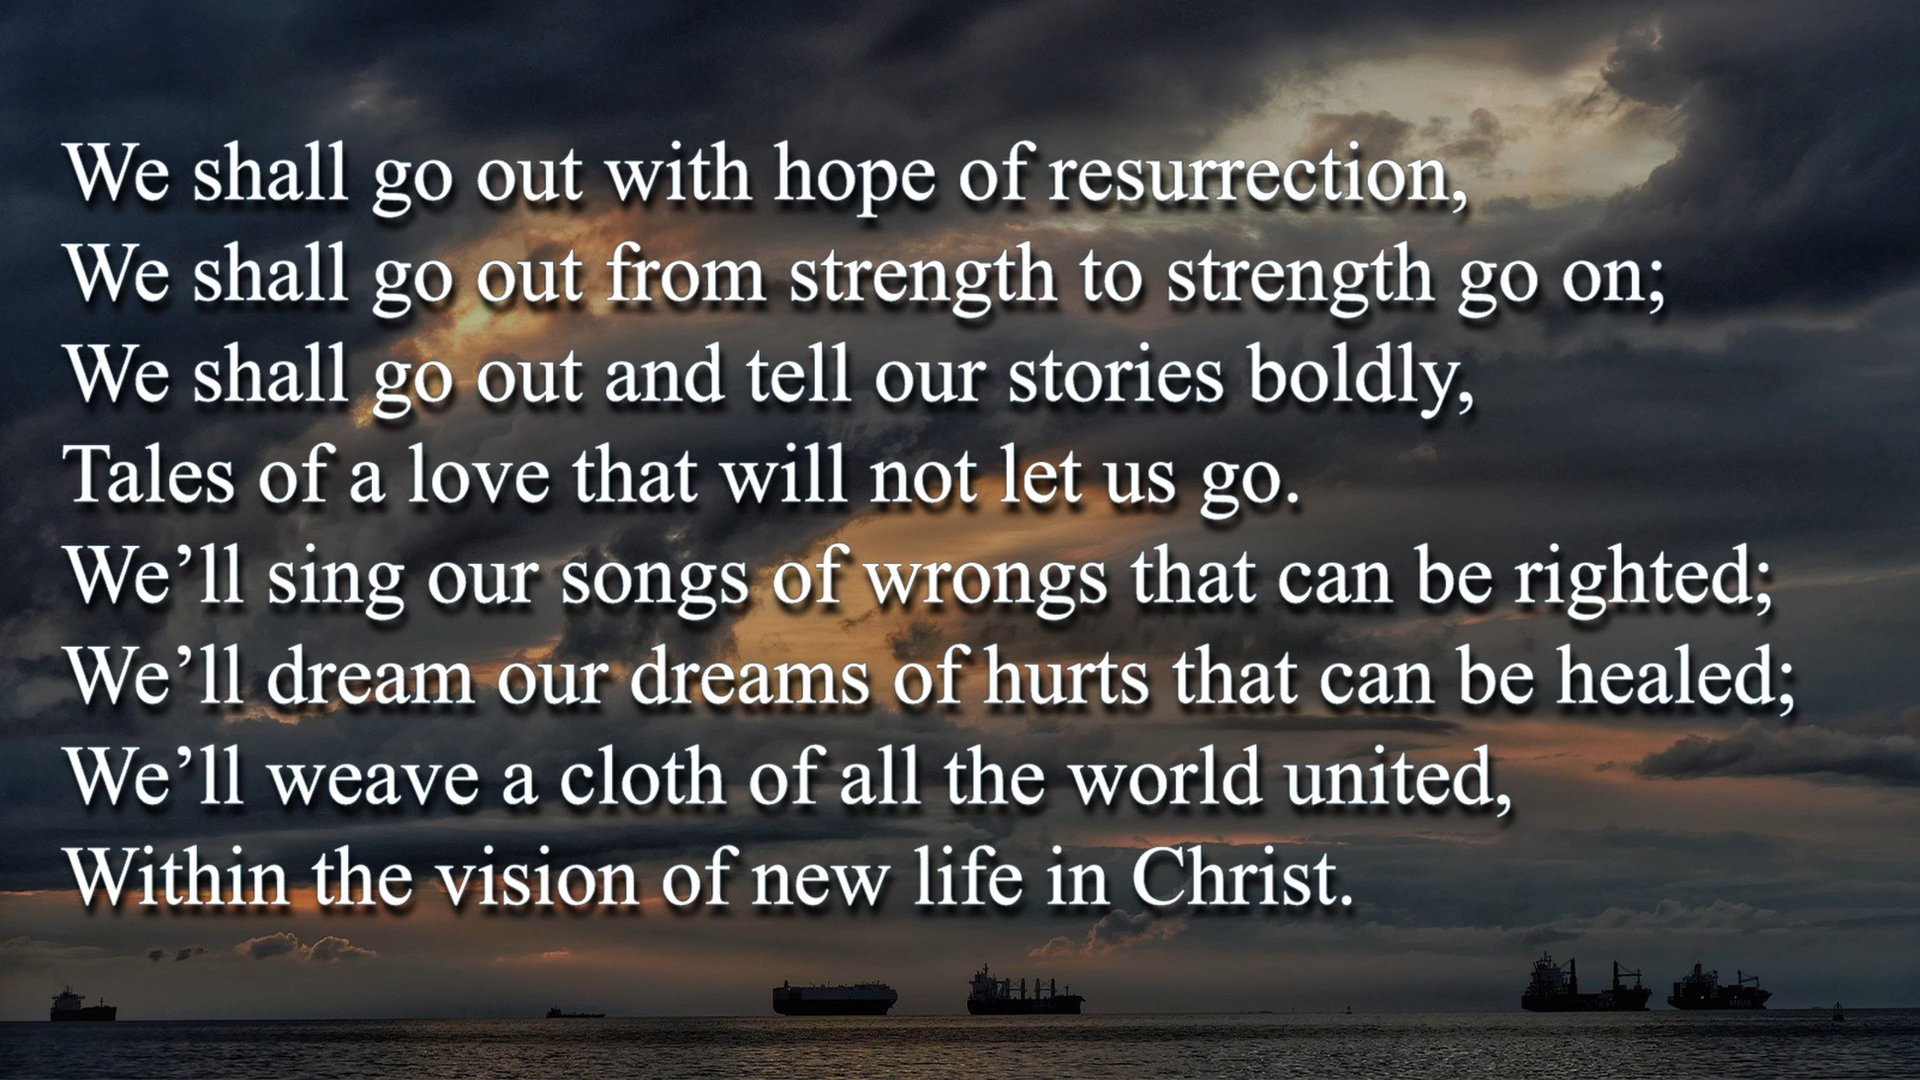 We shall go out with hope of resurrection,
We shall go out from strength to strength go on;
We shall go out and tell our stories boldly,
Tales of a love that will not let us go.
We’ll sing our songs of wrongs that can be righted;
We’ll dream our dreams of hurts that can be healed;
We’ll weave a cloth of all the world united,
Within the vision of new life in Christ.